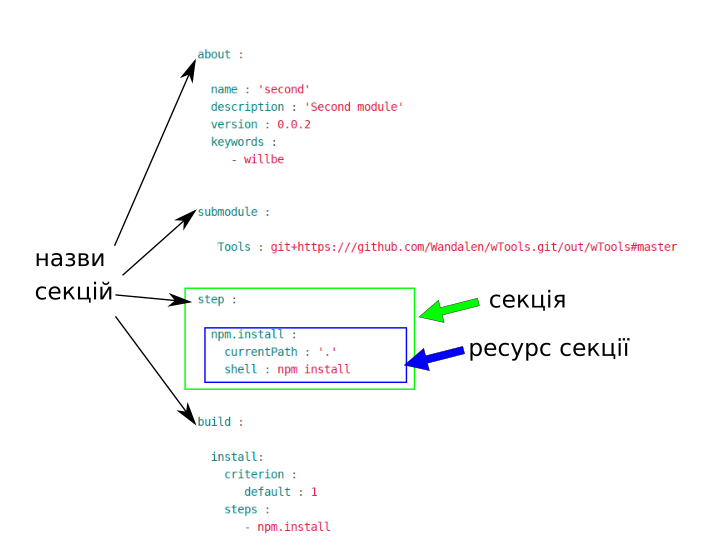 about :
name : 'second'
description : 'Second module'
version : 0.0.2
keywords :
- willbe
submodule :
Tools : git+https:///github.com/Wandalen/wTools.git/out/wTools#master
назви
секцій
step :
npm.install :
currentPath : '.'
shell : npm install
секція
ресурс секції
build :
install:
criterion :
default : 1
steps :
- npm.install